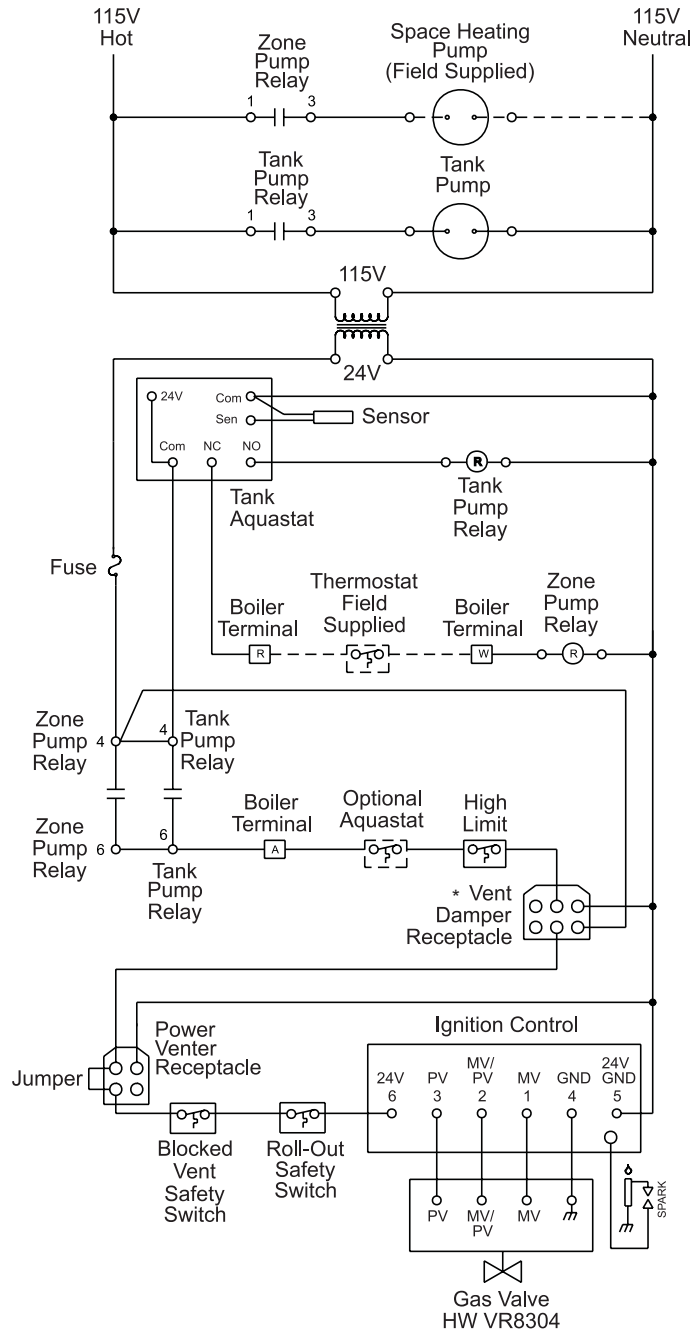 115V
Hot
115V
Neutral
Zone
Pump
Relay
Space Heating
Pump
(Field Supplied)
1
3
Tank
Pump
Relay
Tank
Pump
1
3
115V
24V
24V
Com
Sen
Sensor
Com
NC
NO
R
Tank
Aquastat
Tank
Pump
Relay
Fuse
Boiler
Terminal
Thermostat
Field
Supplied
Boiler
Terminal
Zone
Pump
Relay
R
W
R
Zone
Pump
Relay
4
4
Tank
Pump
Relay
Zone
Pump
Relay
6
6
Tank
Pump
Relay
Boiler
Terminal
A
Optional
Aquastat
High
Limit
* Vent
Damper
Receptacle
Power
Venter
Receptacle
Jumper
Ignition Control
24V
6
PV
3
MV/
PV
2
MV
1
GND
4
24V
GND
5
Blocked
Vent
Safety
Switch
Roll-Out
Safety
Switch
PV
MV/
PV
MV
SPARK
Gas Valve
HW VR8304